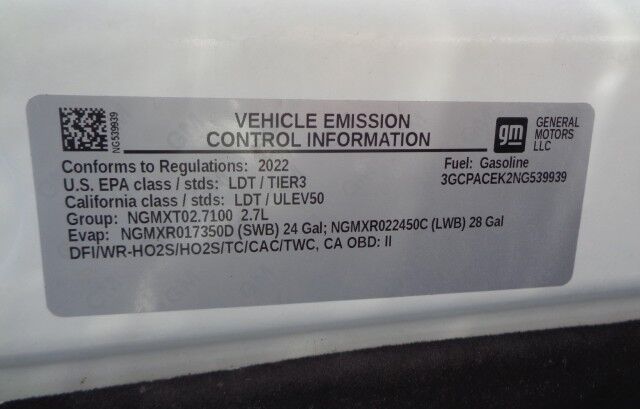 NG539939
VEHICLE EMISSION
CONTROL INFORMATION
gm
GENERAL
MOTORS
LLC
Conforms to Regulations: 2022
Fuel: Gasoline
U.S. EPA class / stds: LDT / TIER3
3GCPACEK2NG539939
California class / stds: LDT / ULEV50
Group: NGMXT02.7100 2.7L
Evap: NGMXR017350D (SWB) 24 Gal; NGMXR022450C (LWB) 28 Gal
DFI/WR-HO2S/HO2S/TC/CAC/TWC, CA OBD: II